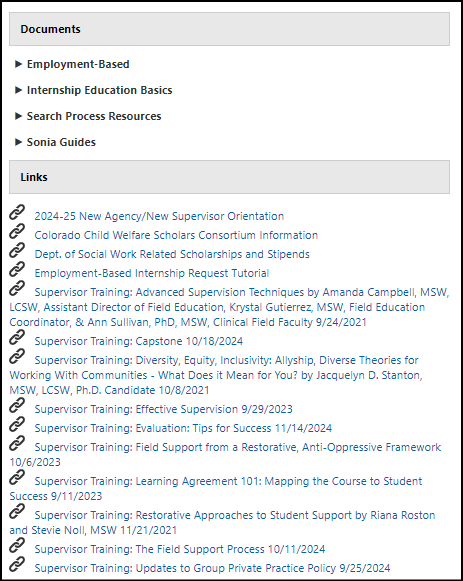 Documents
Employment-Based
Internship Education Basics
Search Process Resources
Sonia Guides
Links
2024-25 New Agency/New Supervisor Orientation
Colorado Child Welfare Scholars Consortium Information
Dept. of Social Work Related Scholarships and Stipends
Employment-Based Internship Request Tutorial
Supervisor Training: Advanced Supervision Techniques by Amanda Campbell, MSW,
LCSW, Assistant Director of Field Education, Krystal Gutierrez, MSW, Field Education
Coordinator, & Ann Sullivan, PhD, MSW, Clinical Field Faculty 9/24/2021
Supervisor Training: Capstone 10/18/2024
Supervisor Training: Diversity, Equity, Inclusivity: Allyship, Diverse Theories for
Working With Communities - What Does it Mean for You? by Jacquelyn D. Stanton,
MSW, LCSW, Ph.D. Candidate 10/8/2021
Supervisor Training: Effective Supervision 9/29/2023
Supervisor Training: Evaluation: Tips for Success 11/14/2024
Supervisor Training: Field Support from a Restorative, Anti-Oppressive Framework
10/6/2023
Supervisor Training: Learning Agreement 101: Mapping the Course to Student
Success 9/11/2023
Supervisor Training: Restorative Approaches to Student Support by Riana Roston
and Stevie Noll, MSW 11/21/2021
Supervisor Training: The Field Support Process 10/11/2024
Supervisor Training: Updates to Group Private Practice Policy 9/25/2024